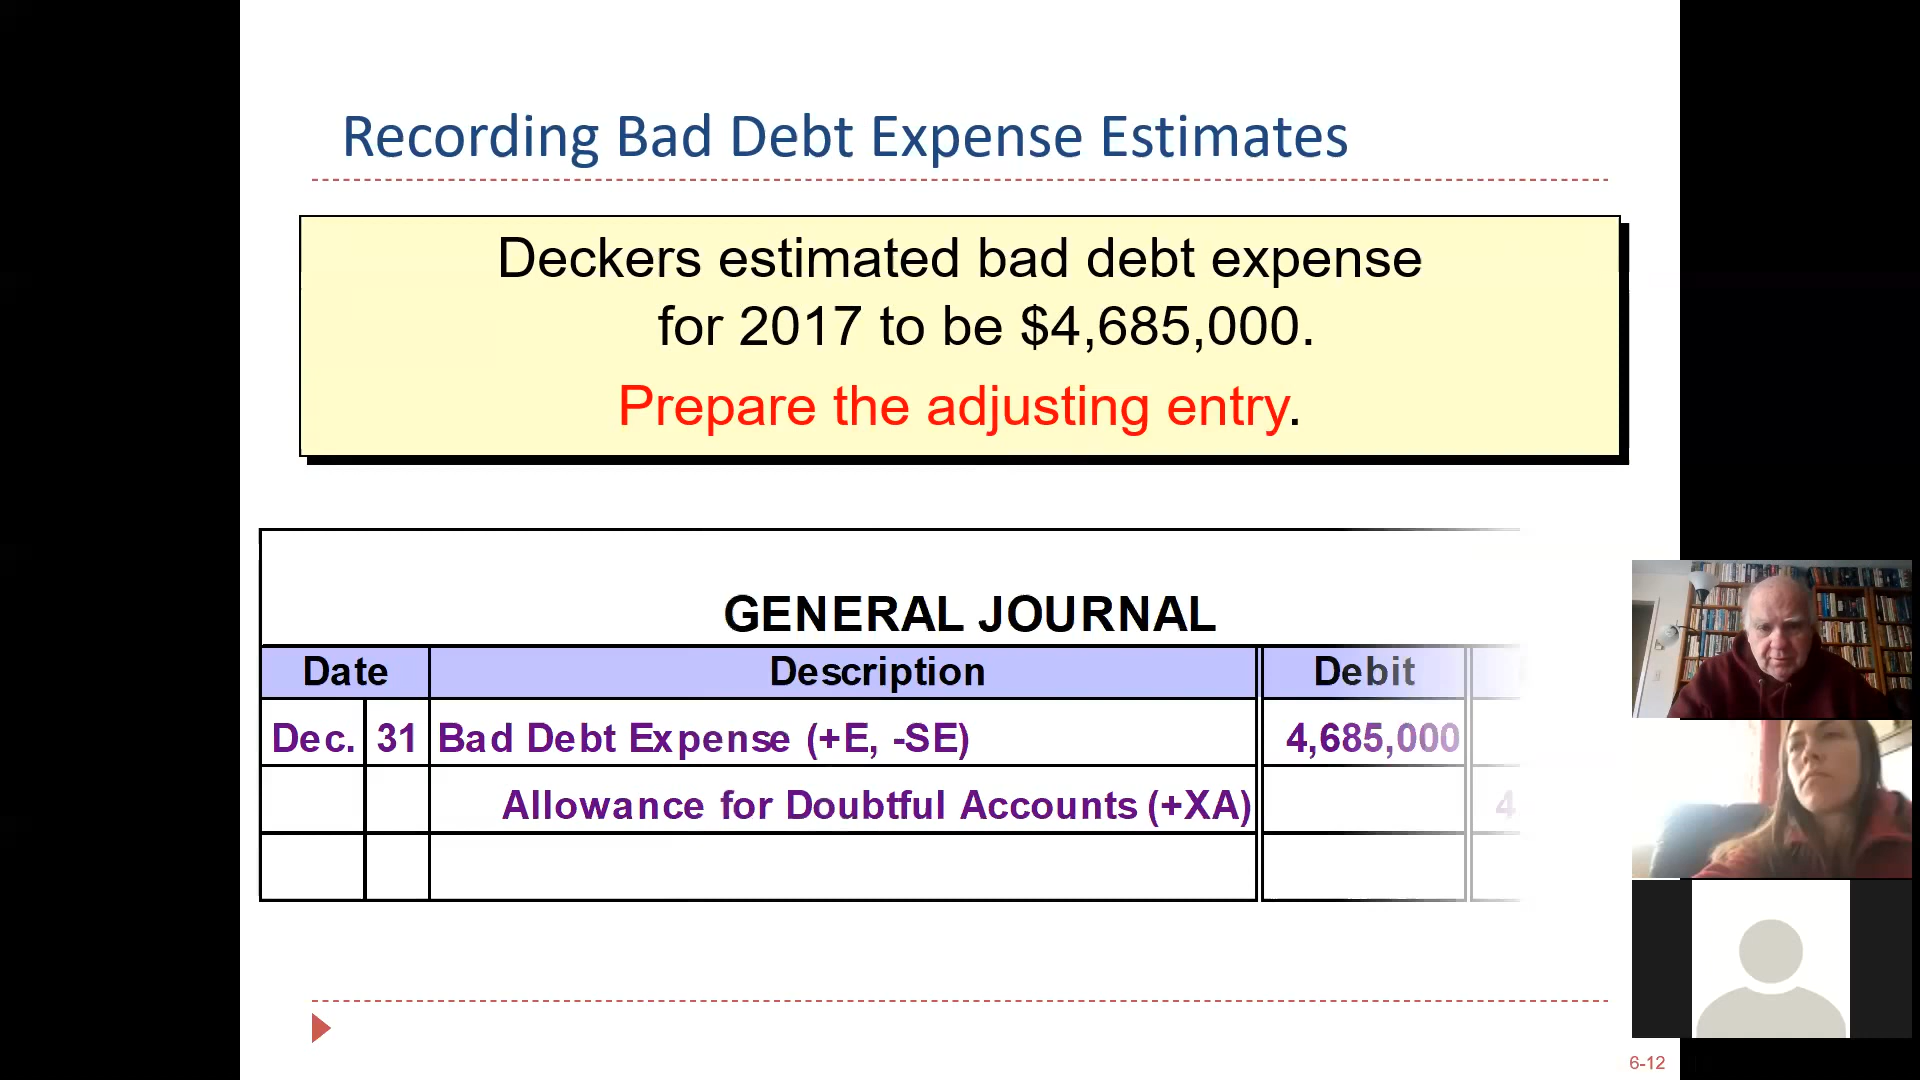 Recording Bad Debt Expense Estimates
Deckers estimated bad debt expense
for 2017 to be $4,685,000.
Prepare the adjusting entry.
GENERAL JOURNAL
Date Description Debit
Dec. 31 Bad Debt Expense (+E, -SE) 4,685,000
Allowance for Doubtful Accounts (+XA) 4
6-12